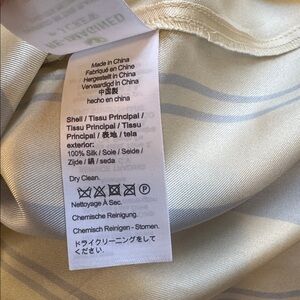 Made in China
Fabriqué en Chine
Hergestellt in China
Vervaardigd in China
中国製
hecho en china
Shell / Tissu Principal /
Tissu Principal / Tissu
Principal / 表地 / tela
exterior:
100% Silk / Soie / Seide /
Zijde / 絹 / seda
Dry Clean.
P
Nettoyage À Sec.
Chemische Reinigung.
Chemisch Reinigen - Stomen.
ドライクリーニングをして
ください。